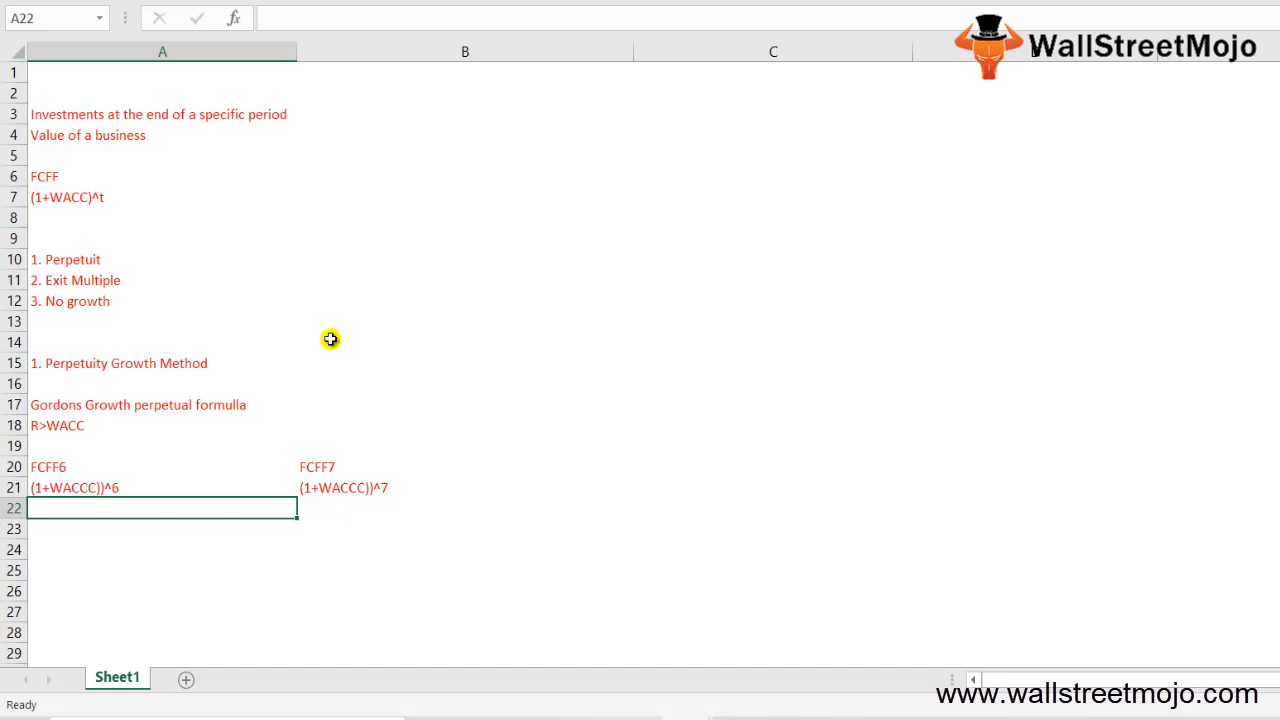 A22
fx
WallStreetMojo
A B C
1
2
3 Investments at the end of a specific period
4 Value of a business
5
6 FCFF
7 (1+WACC)^t
8
9
10 1. Perpetuit
11 2. Exit Multiple
12 3. No growth
13
14
15 1. Perpetuity Growth Method
16
17 Gordons Growth perpetual formulla
18 R>WACC
19
20 FCFF6 FCFF7
21 (1+WACCC))^6 (1+WACCC))^7
22
23
24
25
26
27
28
29
Sheet1
www.wallstreetmojo.com
Ready